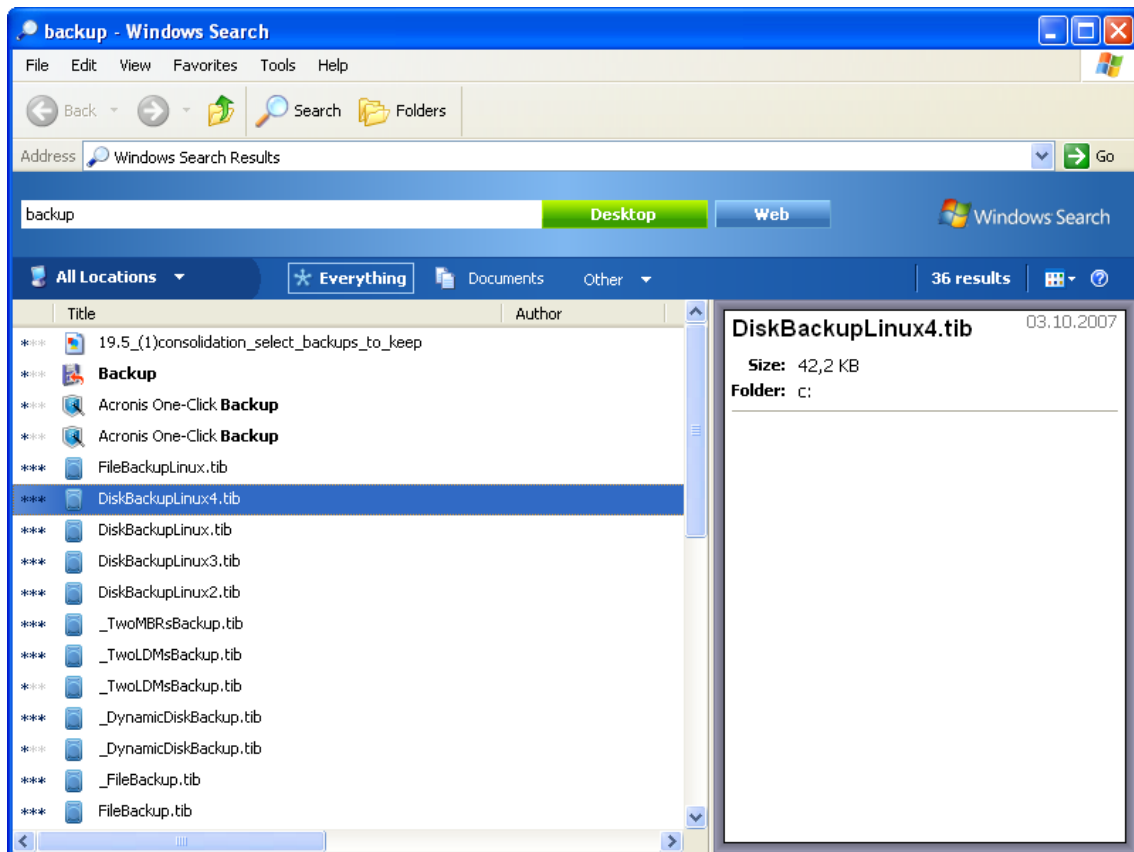 backup - Windows Search
File Edit View Favorites Tools Help
Back Search Folders
Address Windows Search Results Go
backup Desktop Web Windows Search
All Locations Everything Documents Other 36 results
Title Author
19.5_(1)consolidation_select_backups_to_keep
Backup
Acronis One-Click Backup
Acronis One-Click Backup
FileBackupLinux.tib
DiskBackupLinux4.tib
DiskBackupLinux.tib
DiskBackupLinux3.tib
DiskBackupLinux2.tib
_TwoMBRsBackup.tib
_TwoLDMsBackup.tib
_TwoLDMsBackup.tib
_DynamicDiskBackup.tib
_DynamicDiskBackup.tib
_FileBackup.tib
FileBackup.tib
DiskBackupLinux4.tib 03.10.2007
Size: 42,2 KB
Folder: c: